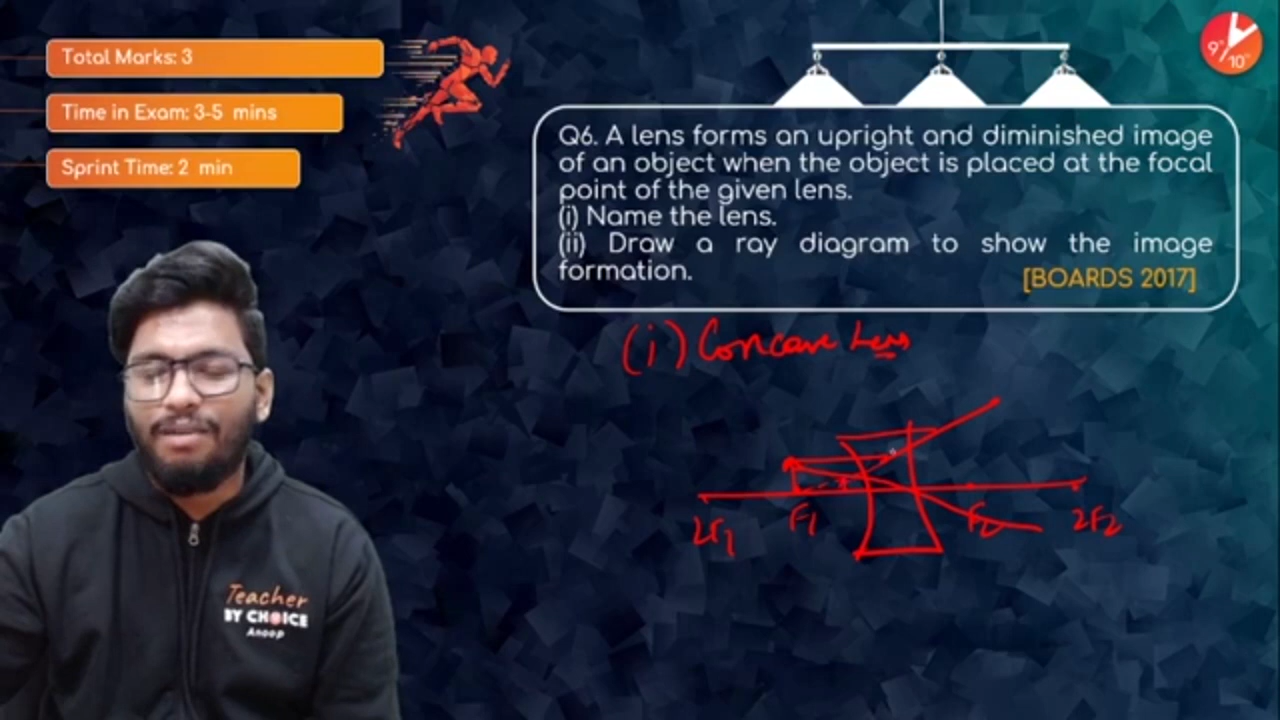 Total Marks: 3
Time in Exam: 3-5 mins
Sprint Time: 2 min
9th
10th
Q6. A lens forms an upright and diminished image
of an object when the object is placed at the focal
point of the given lens.
(i) Name the lens.
(ii) Draw a ray diagram to show the image
formation.
[BOARDS 2017]
(i) Concave Lens
2F1 F1 F2 2F2
Teacher
BY CHOICE
Anoop